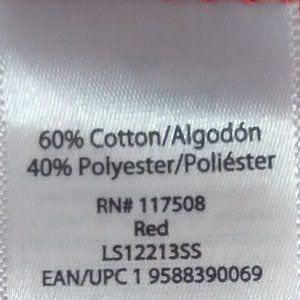 60% Cotton/Algodón
40% Polyester/Poliéster
RN# 117508
Red
LS12213SS
EAN/UPC 1 9588390069